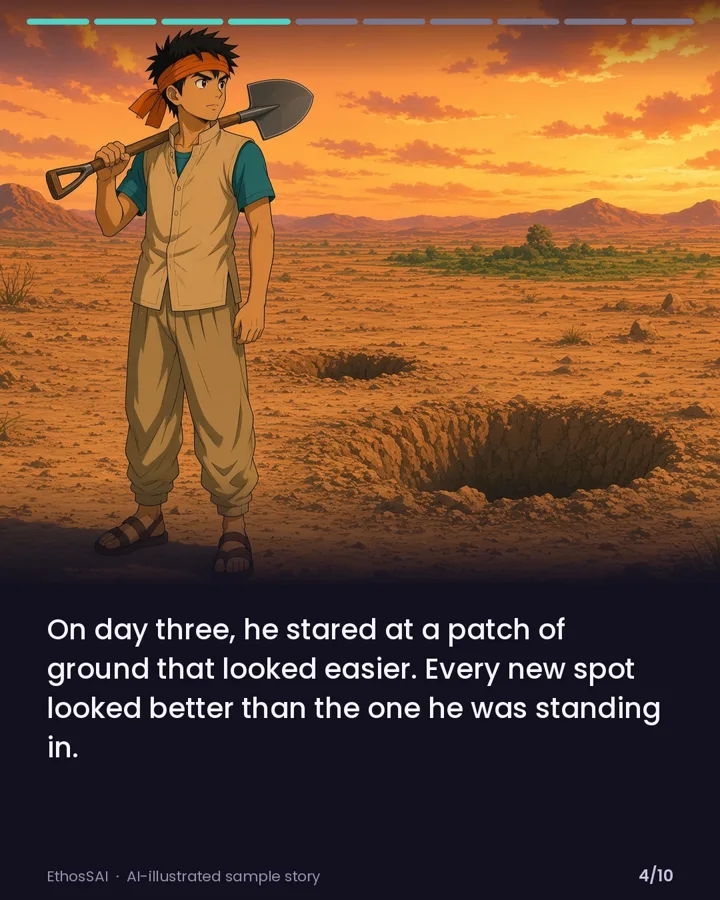 On day three, he stared at a patch of
ground that looked easier. Every new spot
looked better than the one he was standing
in.
EthosSAI · AI-illustrated sample story
4/10